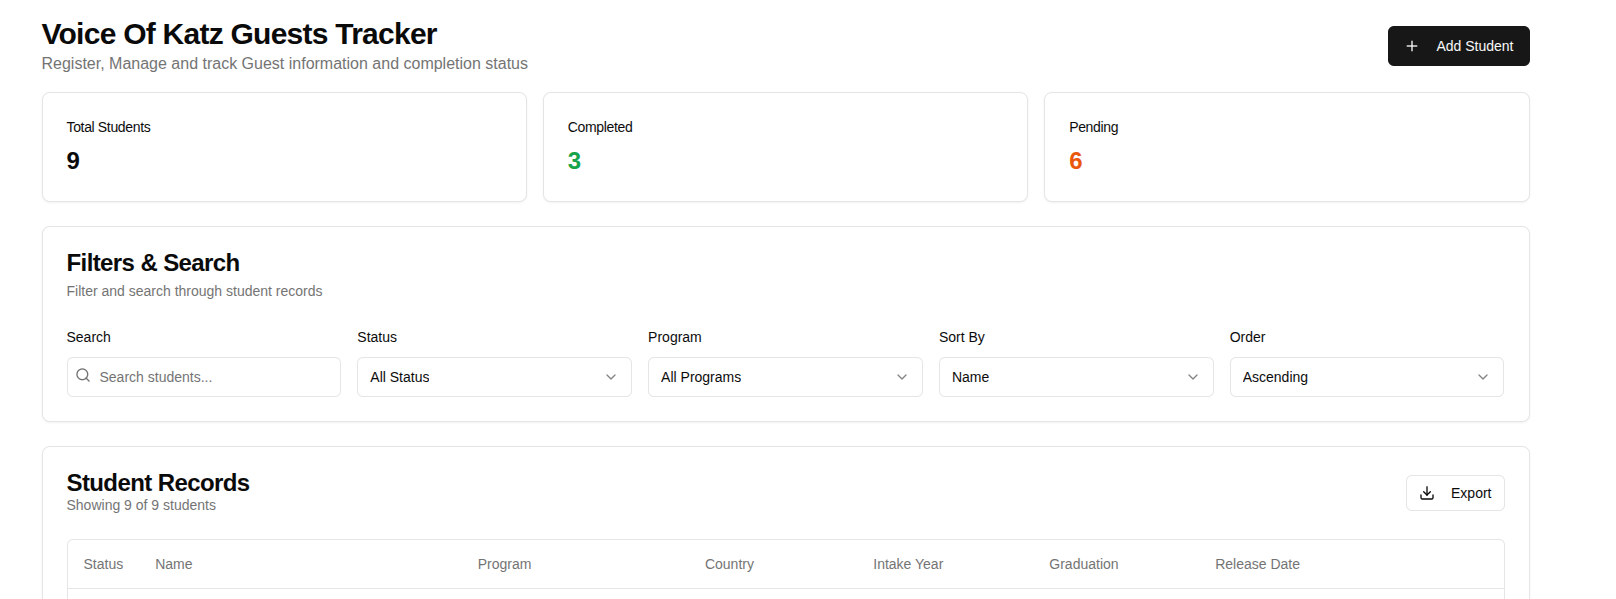 Voice Of Katz Guests Tracker
Register, Manage and track Guest information and completion status
Add Student
Total Students
9
Completed
3
Pending
6
Filters & Search
Filter and search through student records
Search
Search students...
Status
All Status
Program
All Programs
Sort By
Name
Order
Ascending
Student Records
Showing 9 of 9 students
Export
Status Name Program Country Intake Year Graduation Release Date